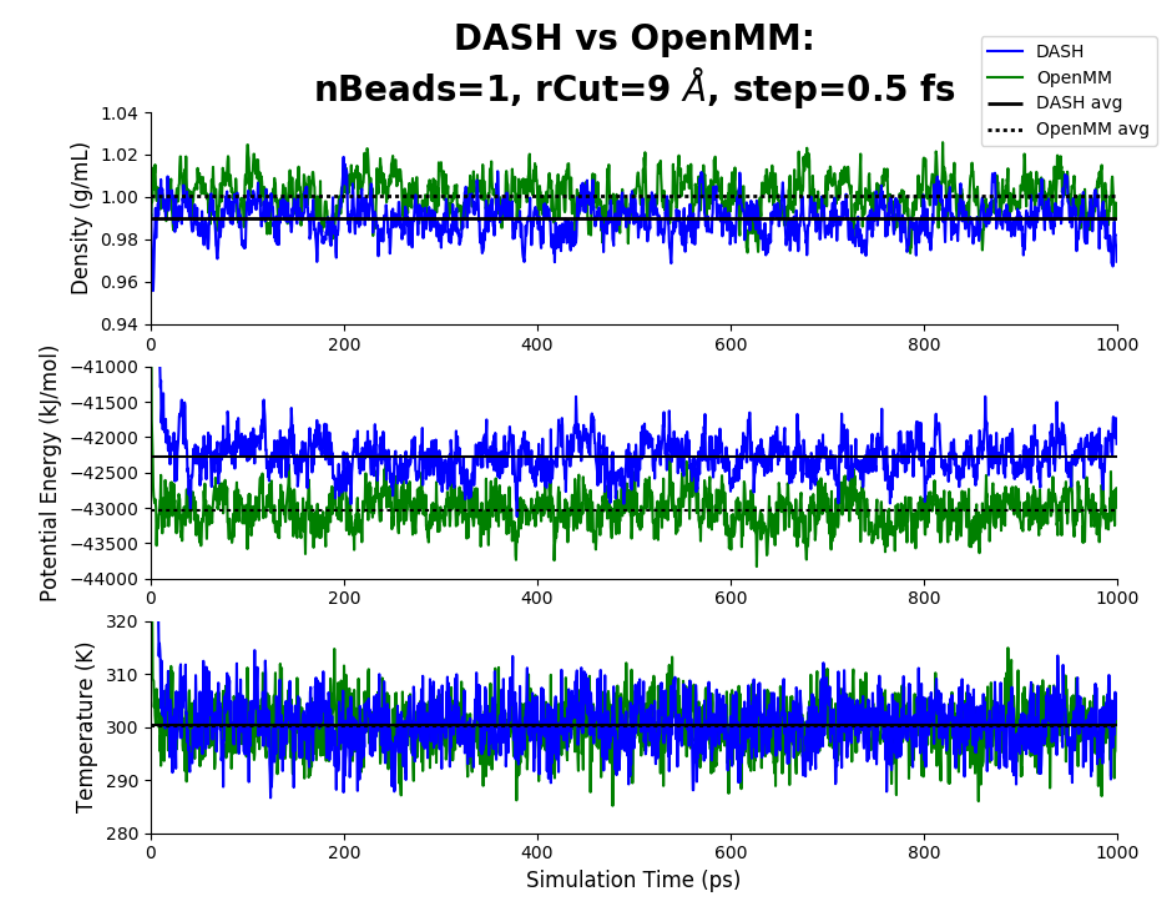 DASH vs OpenMM:
nBeads=1, rCut=9 Å, step=0.5 fs
DASH
OpenMM
DASH avg
OpenMM avg
Density (g/mL)
1.04
1.02
1.00
0.98
0.96
0.94
0 200 400 600 800 1000
Potential Energy (kJ/mol)
−41000
−41500
−42000
−42500
−43000
−43500
−44000
0 200 400 600 800 1000
Temperature (K)
320
310
300
290
280
0 200 400 600 800 1000
Simulation Time (ps)